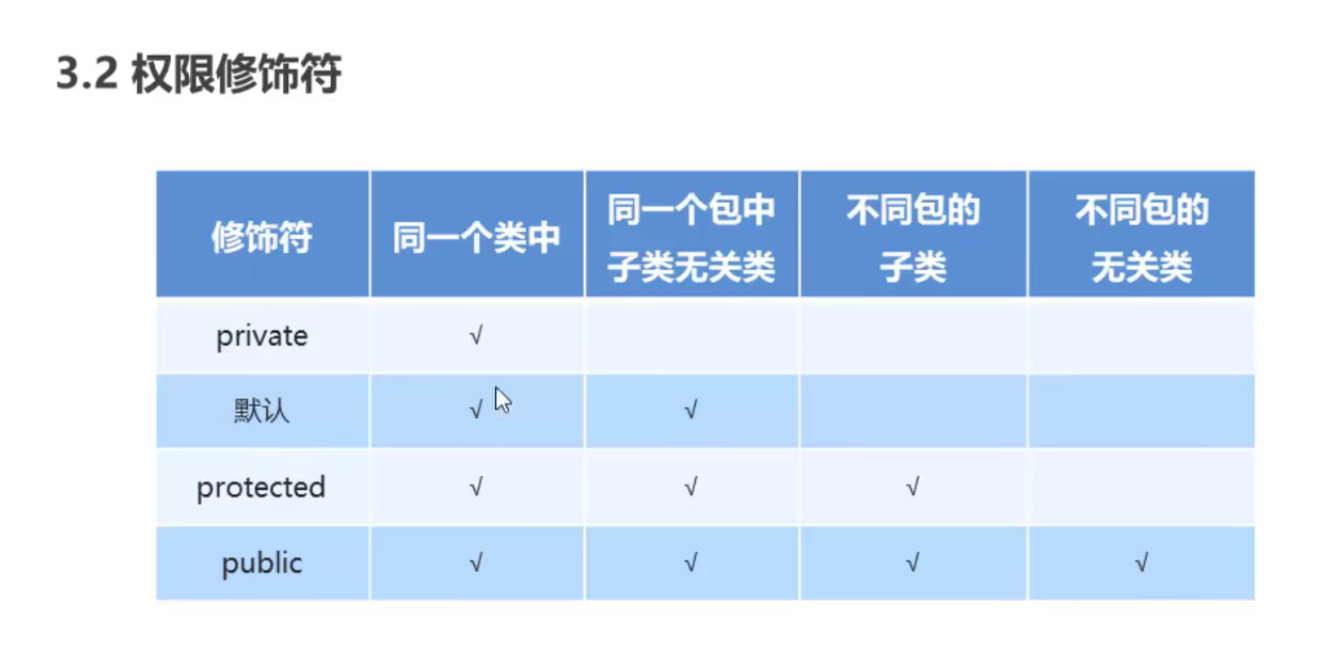 3.2 权限修饰符
修饰符 同一个类中 同一个包中 不同包的 不同包的
子类无关类 子类 无关类
private √
默认 √ √
protected √ √ √
public √ √ √ √